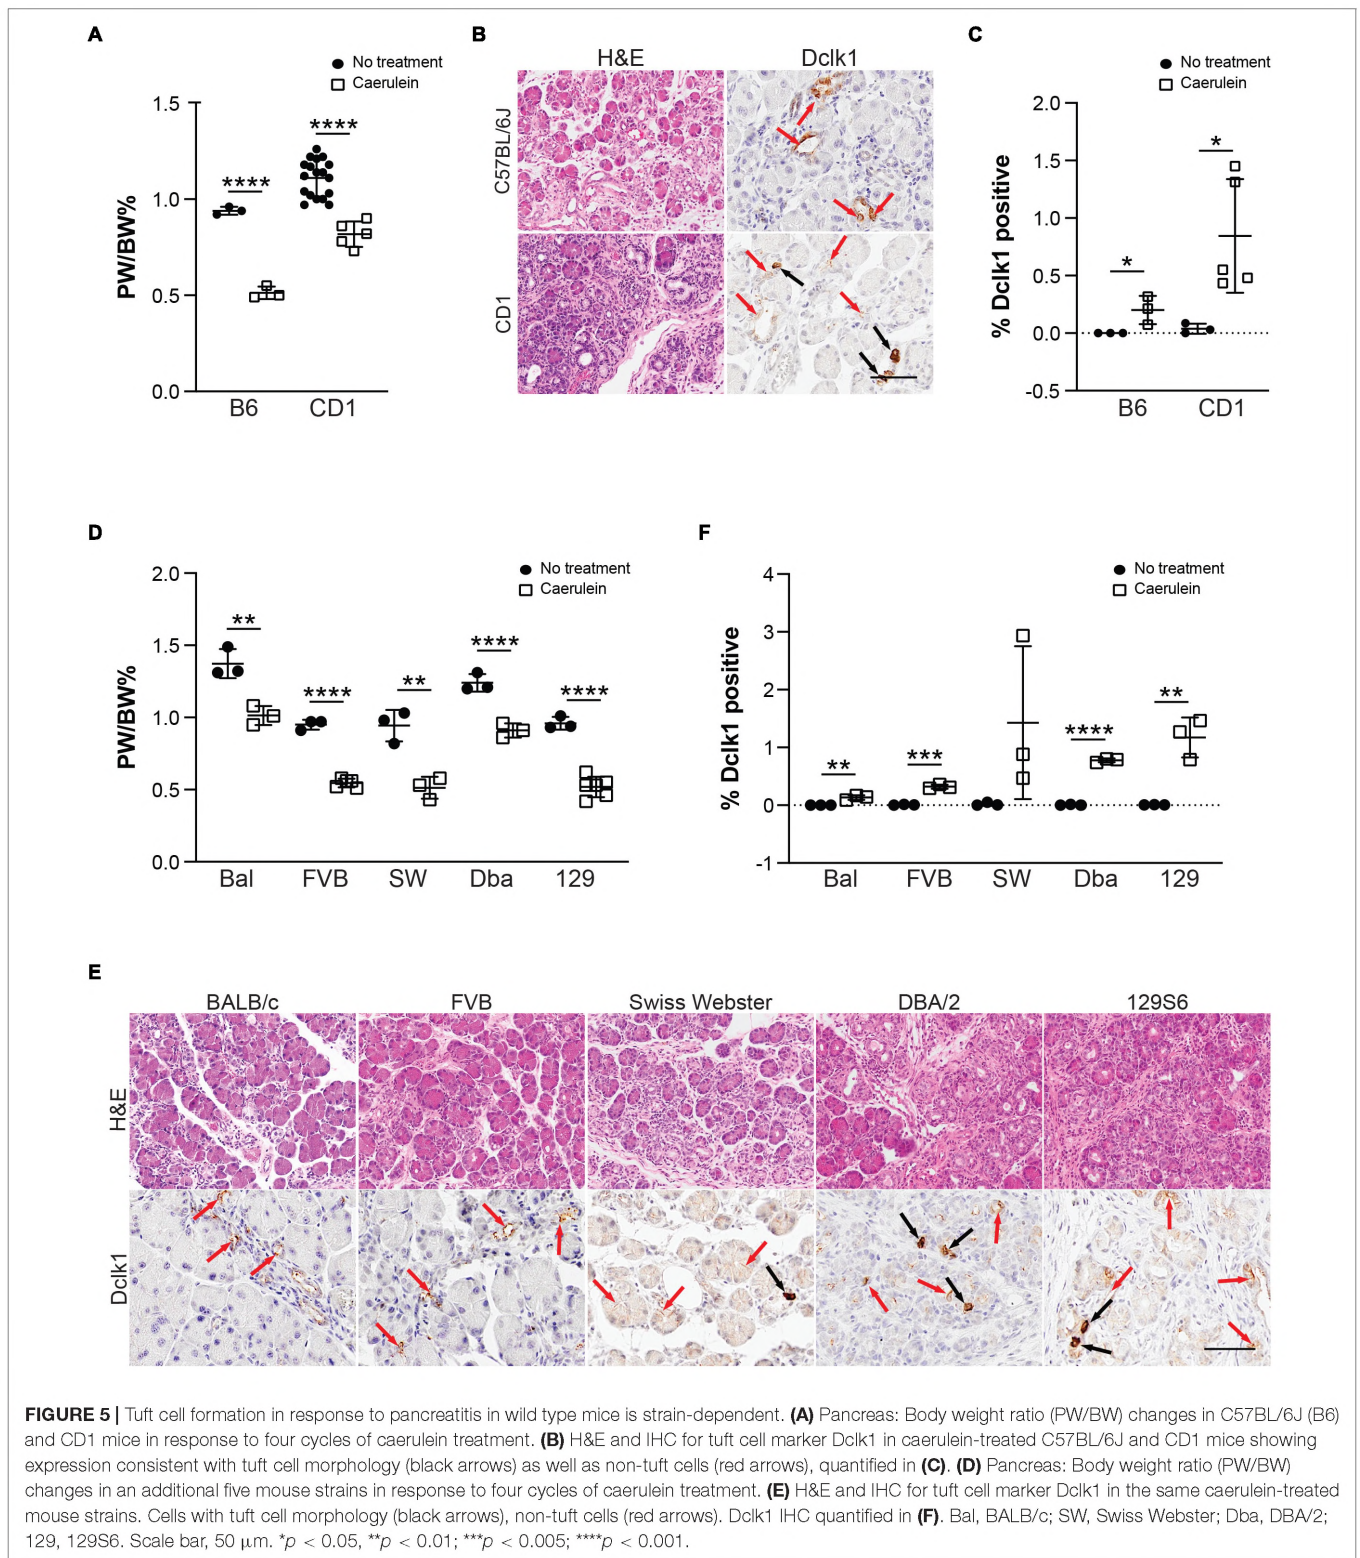 A
No treatment
Caerulein
1.5
1.0
0.5
0.0
PW/BW%
****
****
B6
CD1
B
H&E
Dclk1
C57BL/6J
CD1
C
No treatment
Caerulein
2.0
1.5
1.0
0.5
0.0
-0.5
% Dclk1 positive
*
*
B6
CD1
D
No treatment
Caerulein
2.0
1.5
1.0
0.5
0.0
PW/BW%
**
****
**
****
****
Bal
FVB
SW
Dba
129
F
No treatment
Caerulein
4
3
2
1
0
-1
% Dclk1 positive
**
***
****
**
Bal
FVB
SW
Dba
129
E
BALB/c
FVB
Swiss Webster
DBA/2
129S6
H&E
Dclk1
FIGURE 5 | Tuft cell formation in response to pancreatitis in wild type mice is strain-dependent. (A) Pancreas: Body weight ratio (PW/BW) changes in C57BL/6J (B6)
and CD1 mice in response to four cycles of caerulein treatment. (B) H&E and IHC for tuft cell marker Dclk1 in caerulein-treated C57BL/6J and CD1 mice showing
expression consistent with tuft cell morphology (black arrows) as well as non-tuft cells (red arrows), quantified in (C). (D) Pancreas: Body weight ratio (PW/BW)
changes in an additional five mouse strains in response to four cycles of caerulein treatment. (E) H&E and IHC for tuft cell marker Dclk1 in the same caerulein-treated
mouse strains. Cells with tuft cell morphology (black arrows), non-tuft cells (red arrows). Dclk1 IHC quantified in (F). Bal, BALB/c; SW, Swiss Webster; Dba, DBA/2;
129, 129S6. Scale bar, 50 μm. *p < 0.05, **p < 0.01; ***p < 0.005; ****p < 0.001.